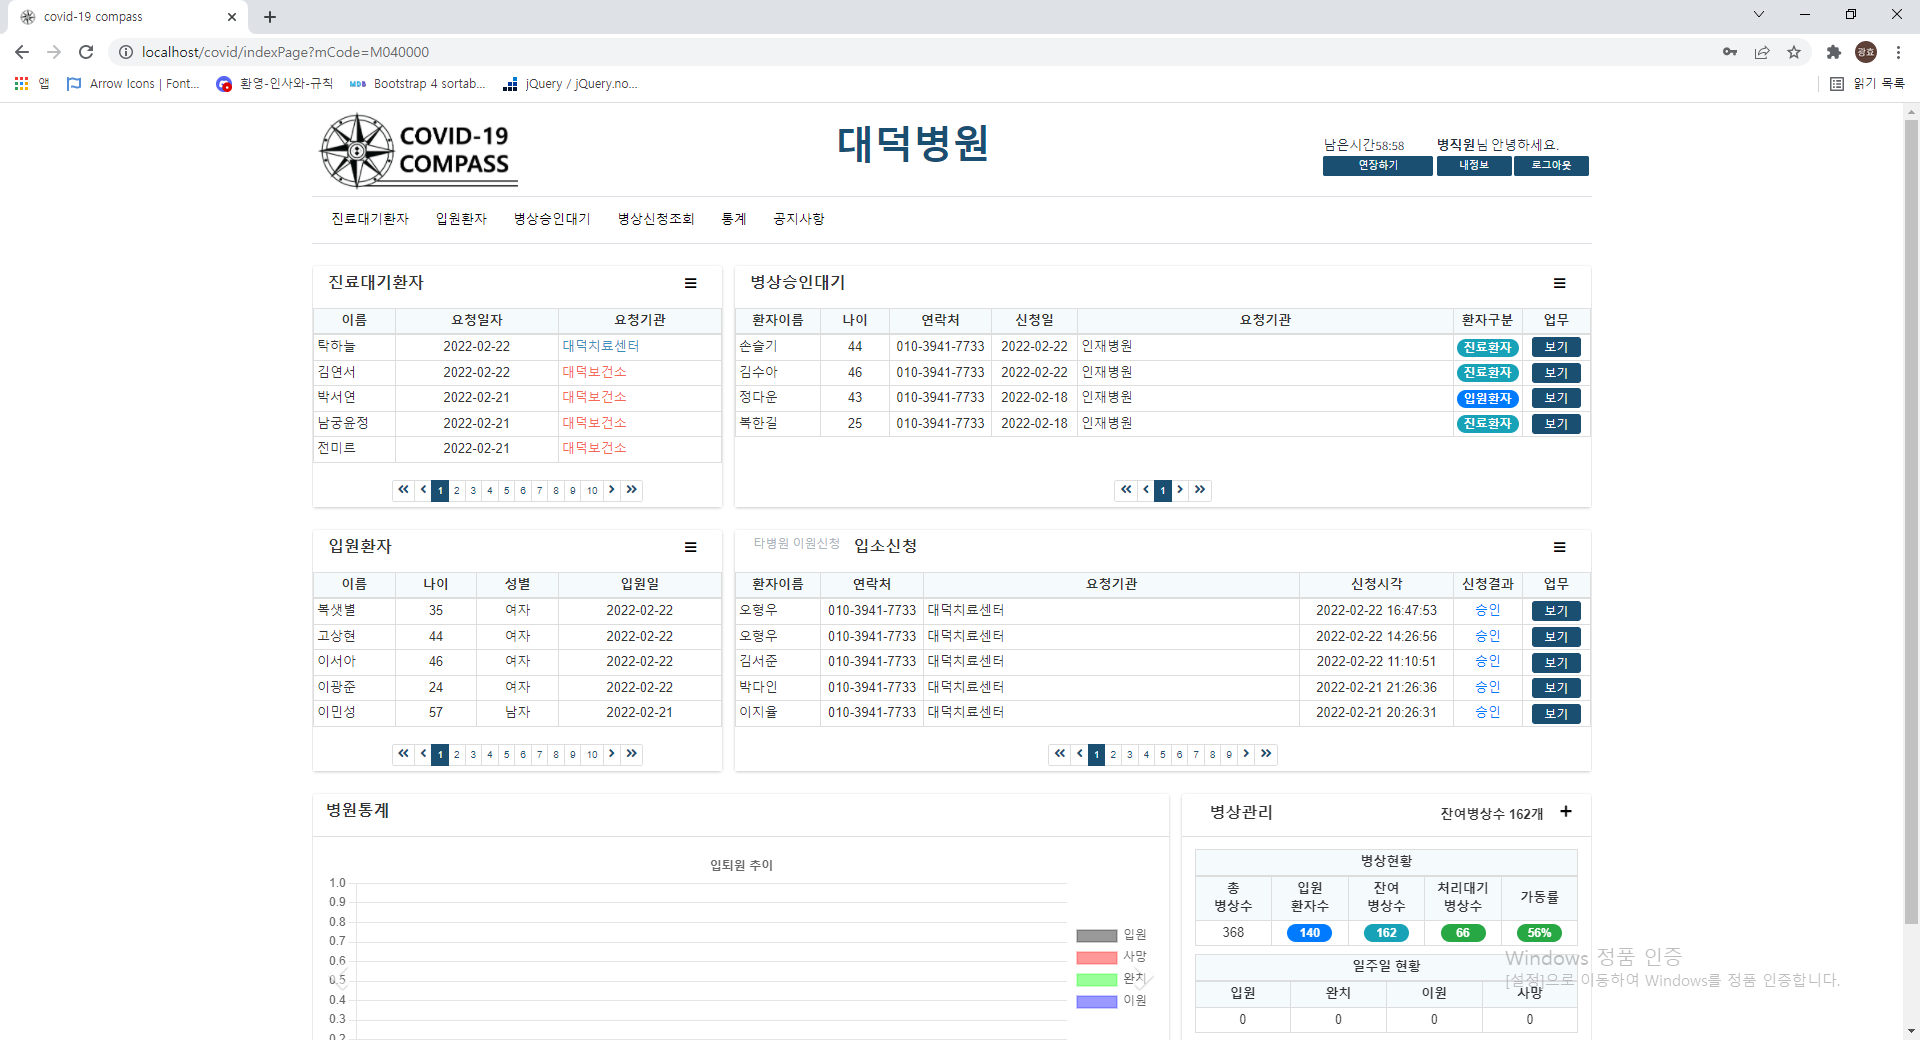 covid-19 compass
localhost/covid/indexPage?mCode=M040000
광효
앱 Arrow Icons | Font... 환영-인사와-규칙 MDB Bootstrap 4 sortab... jQuery / jQuery.no... 읽기 목록
COVID-19
COMPASS
대덕병원
남은시간58:58 병직원님 안녕하세요.
연장하기 내정보 로그아웃
진료대기환자 입원환자 병상승인대기 병상신청조회 통계 공지사항
진료대기환자
이름 요청일자 요청기관
탁하늘 2022-02-22 대덕치료센터
김연서 2022-02-22 대덕보건소
박서연 2022-02-21 대덕보건소
남궁윤정 2022-02-21 대덕보건소
전미르 2022-02-21 대덕보건소
1 2 3 4 5 6 7 8 9 10
병상승인대기
환자이름 나이 연락처 신청일 요청기관 환자구분 업무
손슬기 44 010-3941-7733 2022-02-22 인재병원 진료환자 보기
김수아 46 010-3941-7733 2022-02-22 인재병원 진료환자 보기
정다운 43 010-3941-7733 2022-02-18 인재병원 입원환자 보기
복한길 25 010-3941-7733 2022-02-18 인재병원 진료환자 보기
1
입원환자
이름 나이 성별 입원일
복샛별 35 여자 2022-02-22
고상현 44 여자 2022-02-22
이서아 46 여자 2022-02-22
이광준 24 여자 2022-02-22
이민성 57 남자 2022-02-21
1 2 3 4 5 6 7 8 9 10
타병원 이원신청 입소신청
환자이름 연락처 요청기관 신청시각 신청결과 업무
오형우 010-3941-7733 대덕치료센터 2022-02-22 16:47:53 승인 보기
오형우 010-3941-7733 대덕치료센터 2022-02-22 14:26:56 승인 보기
김서준 010-3941-7733 대덕치료센터 2022-02-22 11:10:51 승인 보기
박다인 010-3941-7733 대덕치료센터 2022-02-21 21:26:36 승인 보기
이지율 010-3941-7733 대덕치료센터 2022-02-21 20:26:31 승인 보기
1 2 3 4 5 6 7 8 9
병원통계
입퇴원 추이
1.0
0.9
0.8
0.7
0.6
0.5
0.4
0.3
0.2
입원
사망
완치
이원
병상관리 잔여병상수 162개
병상현황
총 입원 잔여 처리대기 가동률
병상수 환자수 병상수 병상수
368 140 162 66 56%
일주일 현황
입원 완치 이원 사망
0 0 0 0
Windows 정품 인증
[설정]으로 이동하여 Windows를 정품 인증합니다.